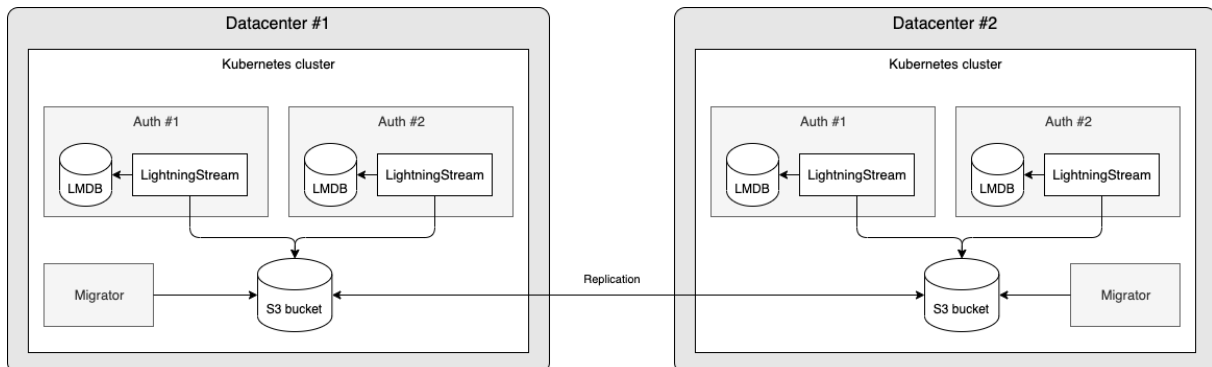 Datacenter #1
Kubernetes cluster
Auth #1
LMDB
LightningStream
Auth #2
LMDB
LightningStream
Migrator
S3 bucket
Replication
Datacenter #2
Kubernetes cluster
Auth #1
LMDB
LightningStream
Auth #2
LMDB
LightningStream
S3 bucket
Migrator